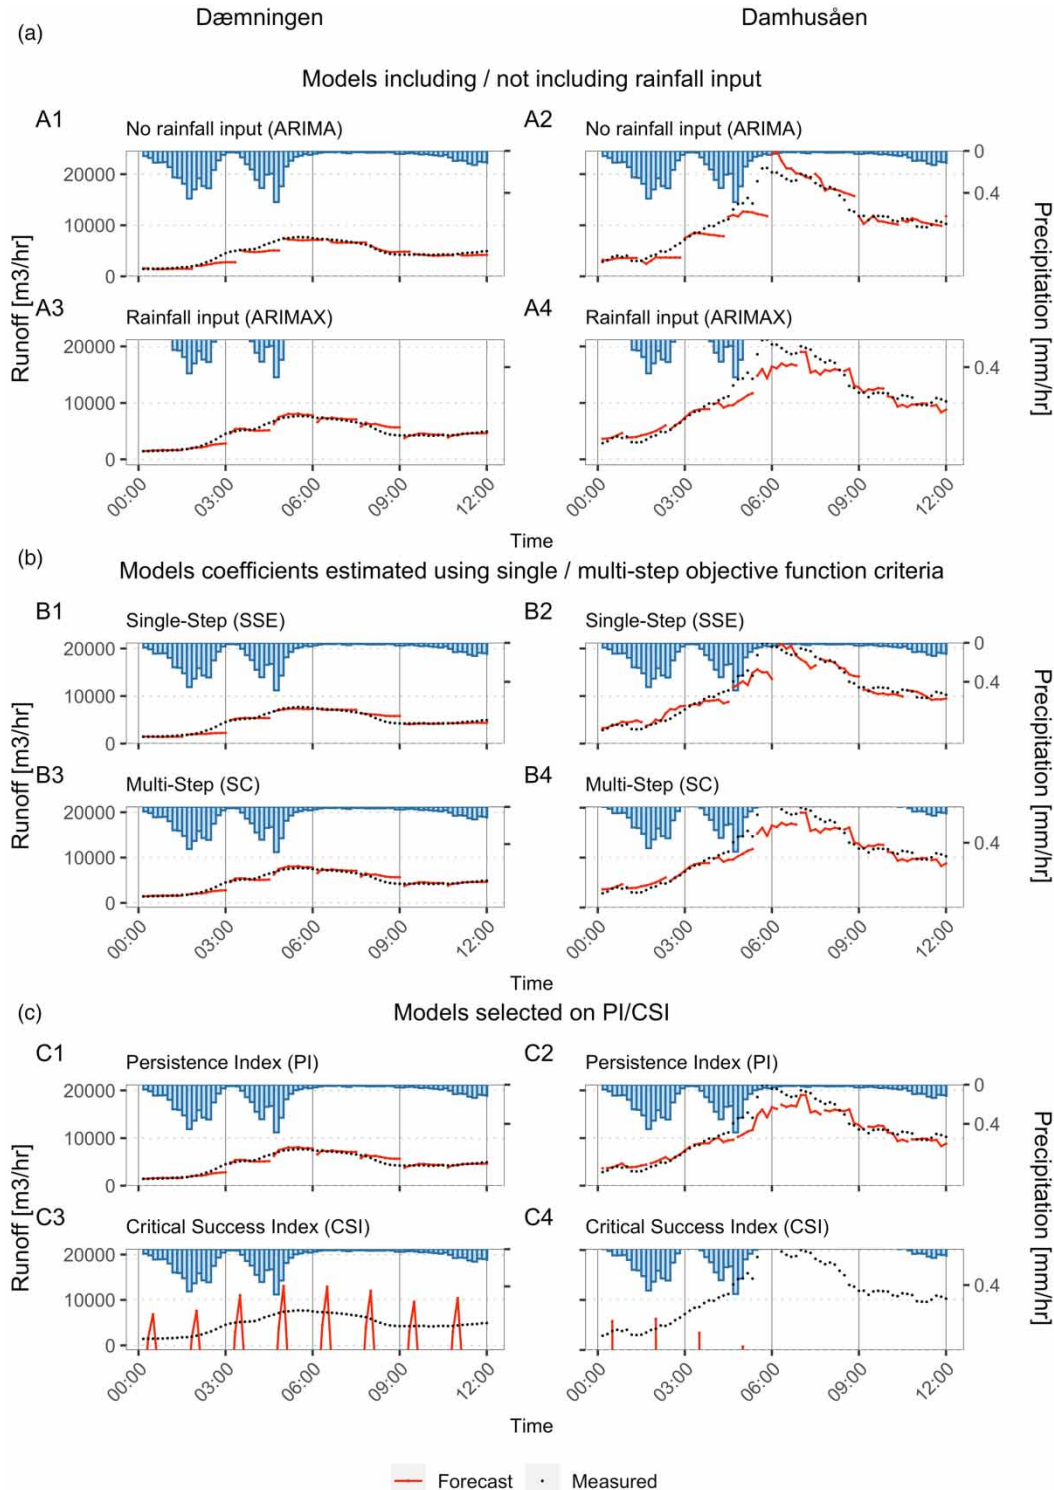 Dæmningen
Damhusåen
(a)
Models including / not including rainfall input
A1
No rainfall input (ARIMA)
A2
No rainfall input (ARIMA)
20000
10000
0
0
0.4
A3
Rainfall input (ARIMAX)
A4
Rainfall input (ARIMAX)
20000
10000
0
0.4
Runoff [m3/hr]
Precipitation [mm/hr]
00:00
03:00
06:00
09:00
12:00
00:00
03:00
06:00
09:00
12:00
Time
(b)
Models coefficients estimated using single / multi-step objective function criteria
B1
Single-Step (SSE)
B2
Single-Step (SSE)
20000
10000
0
0
0.4
B3
Multi-Step (SC)
B4
Multi-Step (SC)
20000
10000
0
0.4
Runoff [m3/hr]
Precipitation [mm/hr]
00:00
03:00
06:00
09:00
12:00
00:00
03:00
06:00
09:00
12:00
Time
(c)
Models selected on PI/CSI
C1
Persistence Index (PI)
C2
Persistence Index (PI)
20000
10000
0
0
0.4
C3
Critical Success Index (CSI)
C4
Critical Success Index (CSI)
20000
10000
0
0.4
Runoff [m3/hr]
Precipitation [mm/hr]
00:00
03:00
06:00
09:00
12:00
00:00
03:00
06:00
09:00
12:00
Time
Forecast
Measured